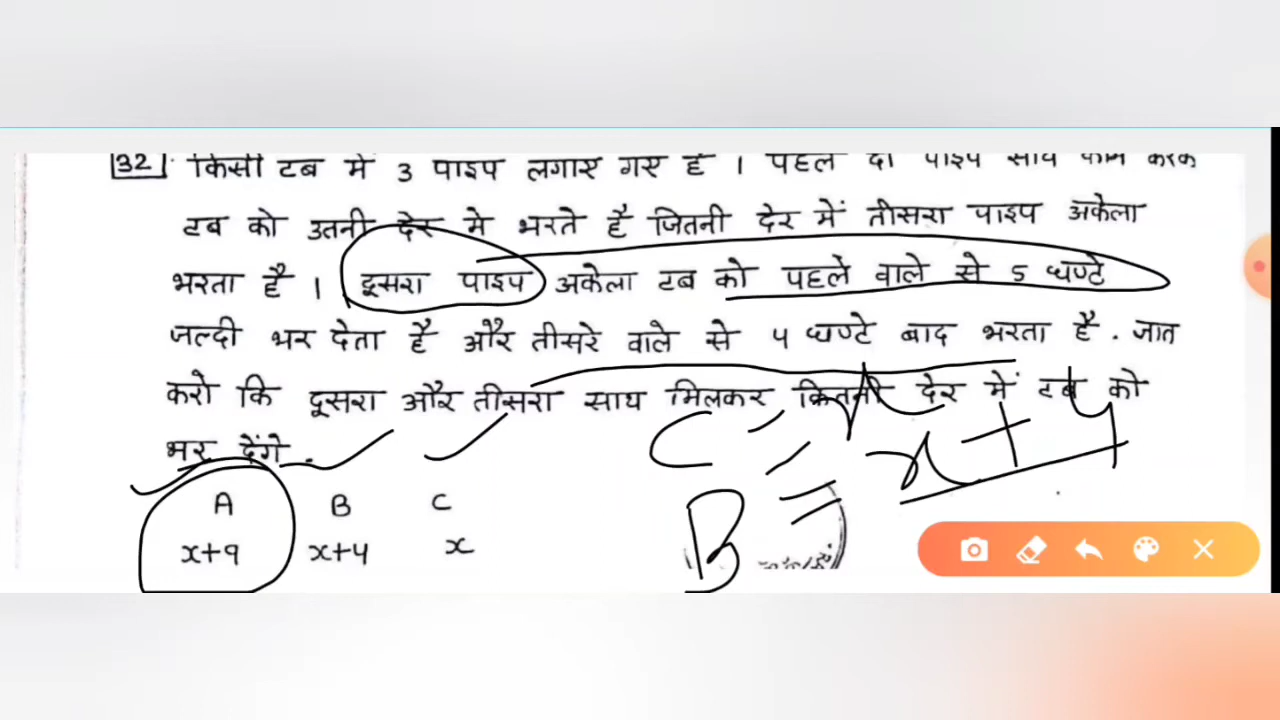 32. किसी टब में 3 पाइप लगाए गए है । पहले दो पाइप साथ काम करके
टब को उतनी देर मे भरते है जितनी देर में तीसरा पाइप अकेला
भरता है । दूसरा पाइप अकेला टब को पहले वाले से 5 घण्टे
जल्दी भर देता है और तीसरे वाले से 4 घण्टे बाद भरता है . ज्ञात
करो कि दूसरा और तीसरा साथ मिलकर कितनी देर में टब को
भर देंगे .
C = x
B = x+4
A B C
x+9 x+4 x